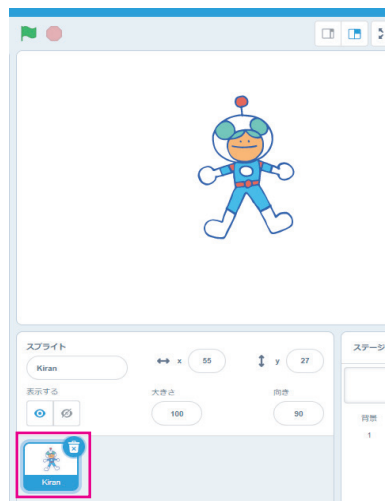 スプライト
Kiran
x 55
y 27
ステージ
表示する
大きさ
向き
100
90
背景
1
Kiran